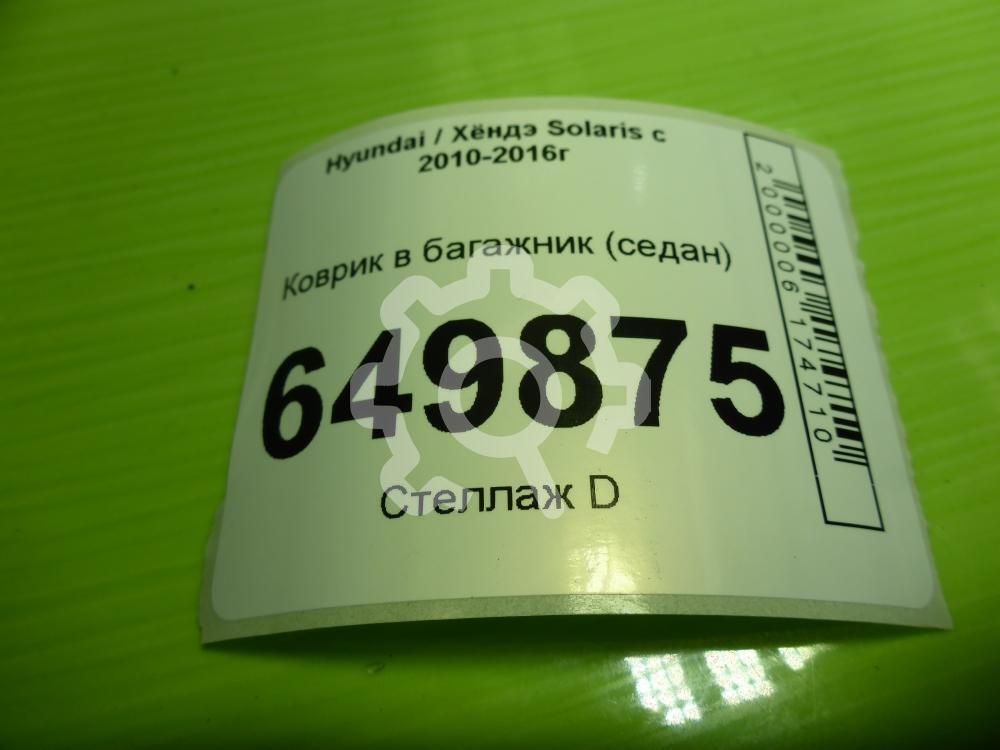 Hyundai / Хёндэ Solaris с
2010-2016г
Коврик в багажник (седан)
649875
Стеллаж D
2000006174710